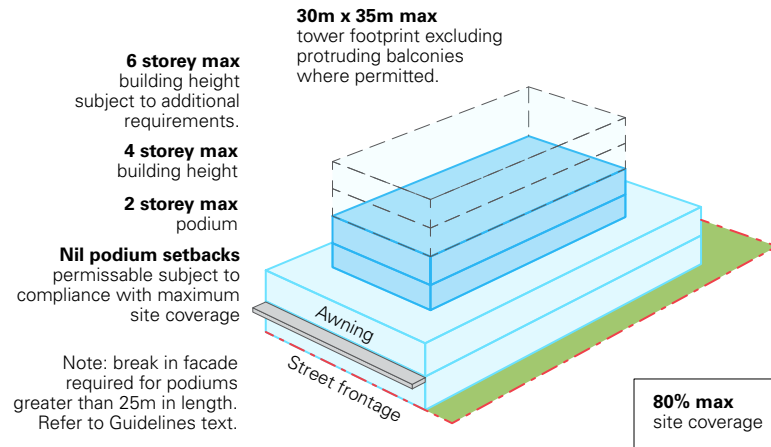 30m x 35m max
tower footprint excluding
protruding balconies
where permitted.
6 storey max
building height
subject to additional
requirements.
4 storey max
building height
2 storey max
podium
Nil podium setbacks
permissable subject to
compliance with maximum
site coverage
Note: break in facade
required for podiums
greater than 25m in length.
Refer to Guidelines text.
Awning
Street frontage
80% max
site coverage